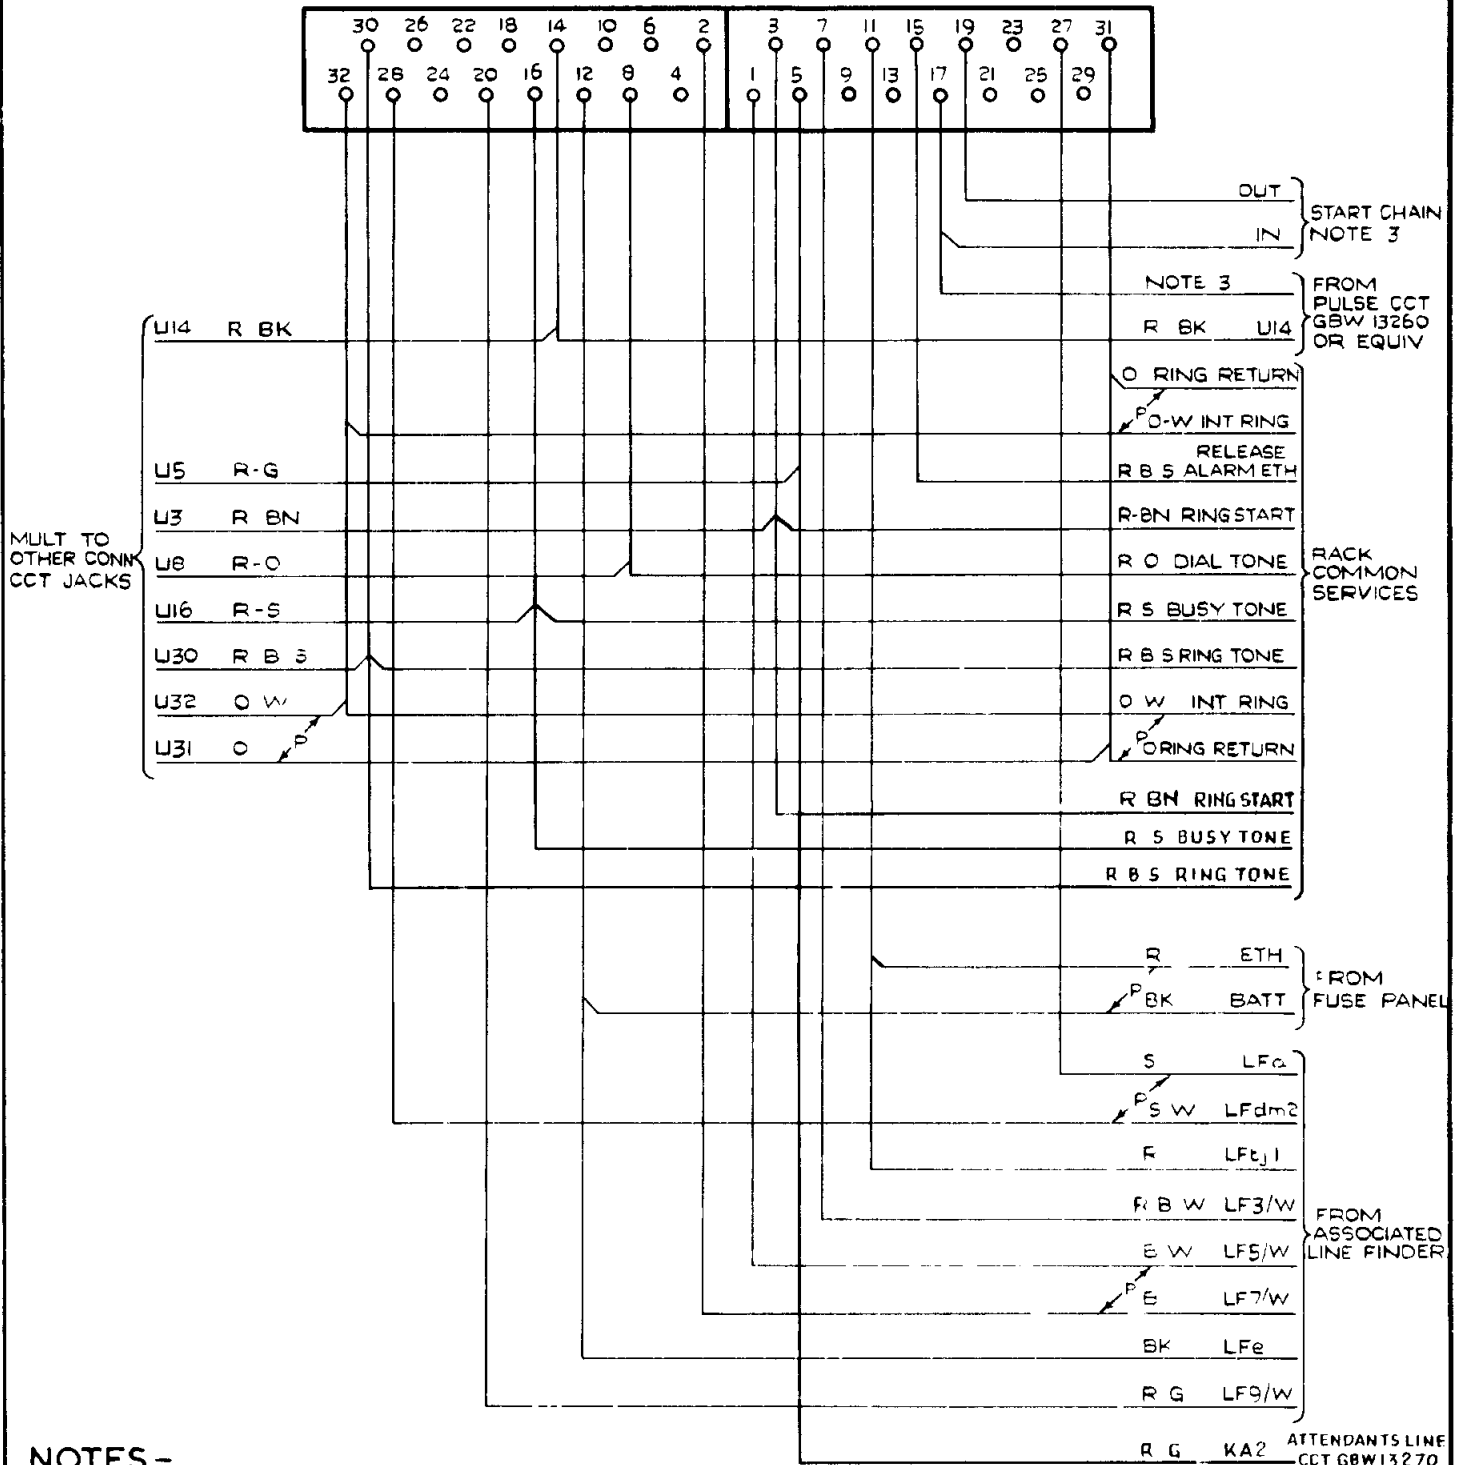 30 26 22 18 14 10 6 2 3 7 11 15 19 23 27 31
32 28 24 20 16 12 8 4 1 5 9 13 17 21 25 29
OUT
IN
START CHAIN
NOTE 3
NOTE 3
R BK U14
FROM
PULSE CCT
GBW 13260
OR EQUIV
MULT TO
OTHER CONN
CCT JACKS
U14 R BK
U5 R-G
U3 R BN
U8 R-O
U16 R-S
U30 R B S
U32 O W
P
U31 O
O RING RETURN
P
O-W INT RING
RELEASE
R B S ALARM ETH
R-BN RING START
R O DIAL TONE
R S BUSY TONE
R B S RING TONE
O W INT RING
P
O RING RETURN
R BN RING START
R S BUSY TONE
R B S RING TONE
RACK
COMMON
SERVICES
R ETH
P
BK BATT
FROM
FUSE PANEL
S LFa
P
S W LFdm2
R LFtj1
R B W LF3/W
B W LF5/W
P
B LF7/W
BK LFe
R G LF9/W
FROM
ASSOCIATED
LINE FINDER
R G KA2
ATTENDANTS LINE
CCT GBW13270
NOTES-